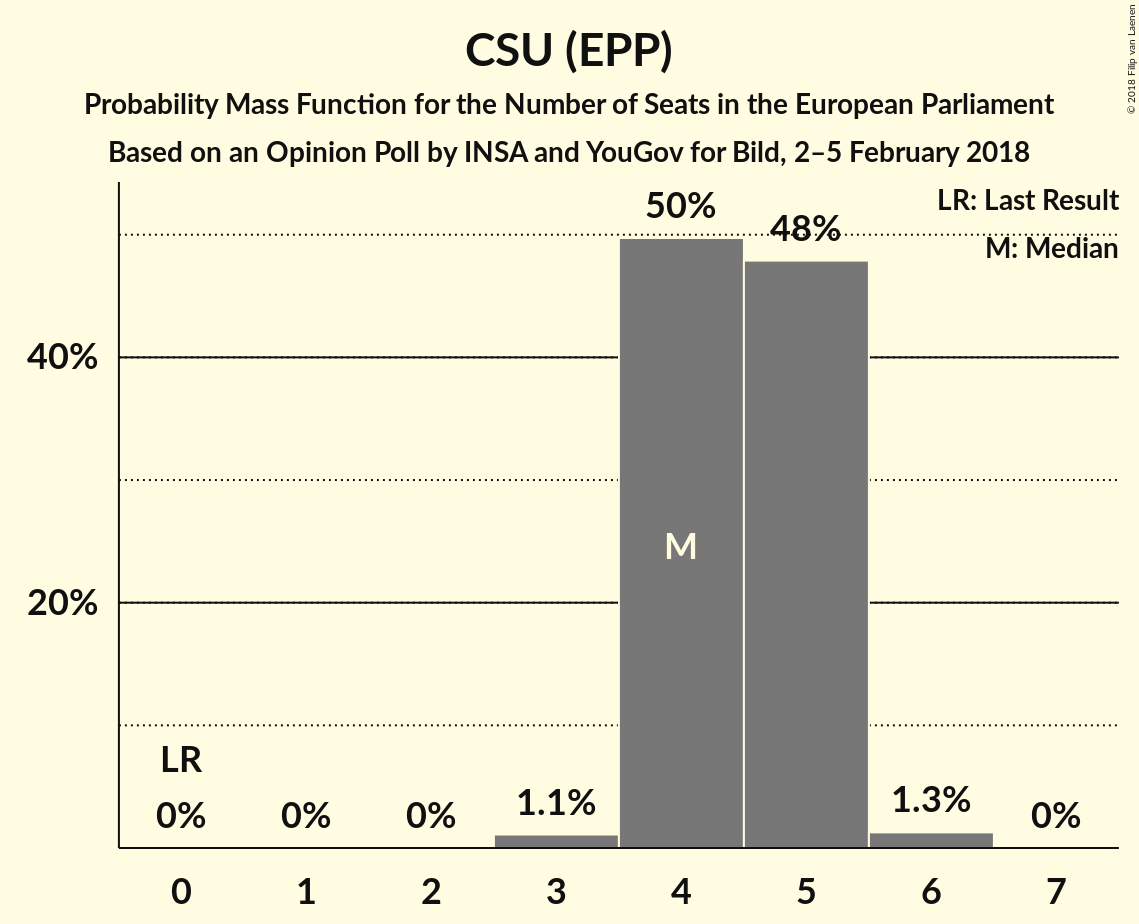 CSU (EPP)
Probability Mass Function for the Number of Seats in the European Parliament
Based on an Opinion Poll by INSA and YouGov for Bild, 2–5 February 2018
© 2018 Filip van Laenen
LR: Last Result
M: Median
50%
48%
40%
20%
M
LR
0%
0%
0%
1.1%
1.3%
0%
0
1
2
3
4
5
6
7